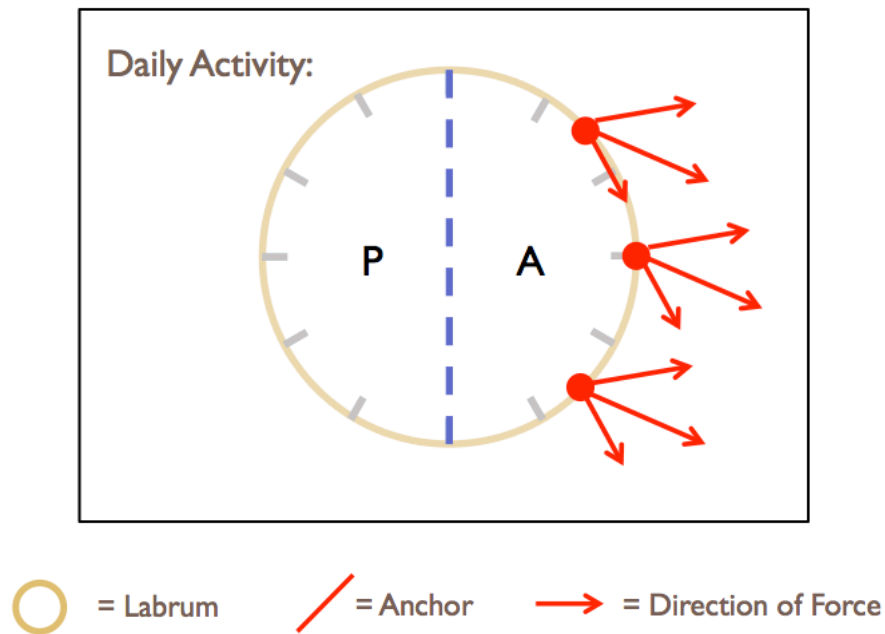 Daily Activity:
P A
= Labrum = Anchor = Direction of Force